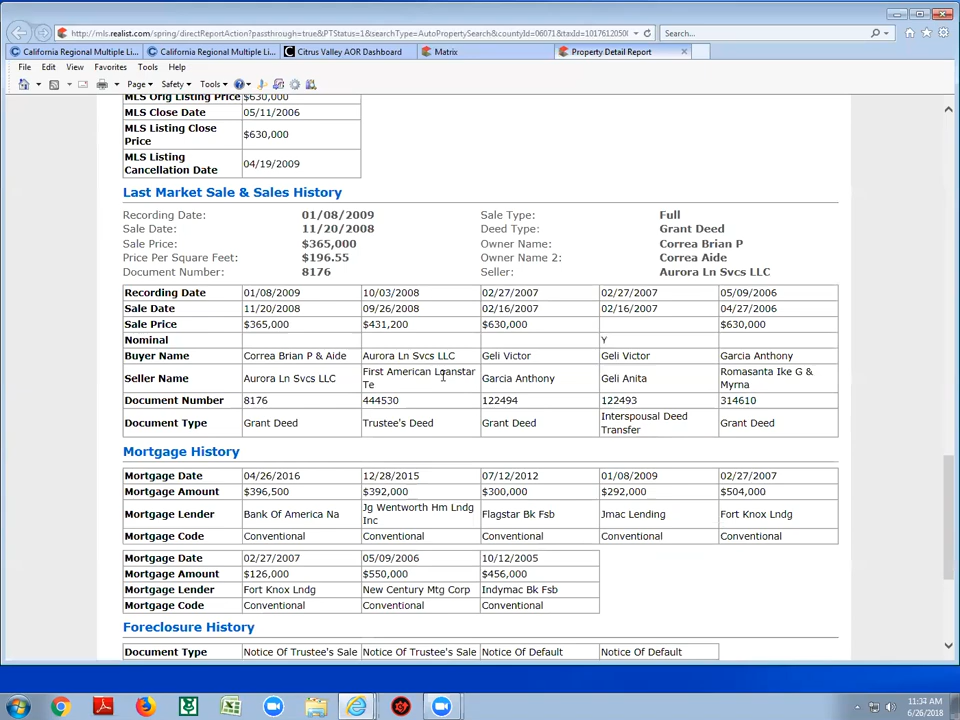 http://mls.realist.com/spring/directReportAction?passthrough=true&PTStatus=1&searchType=AutoPropertySearch&countyId=06071&taxId=10176120500
Search...
California Regional Multiple Li... California Regional Multiple Li... Citrus Valley AOR Dashboard Matrix Property Detail Report
File Edit View Favorites Tools Help
Page Safety Tools
MLS Orig Listing Price $630,000
MLS Close Date 05/11/2006
MLS Listing Close Price $630,000
MLS Listing Cancellation Date 04/19/2009
Last Market Sale & Sales History
Recording Date: 01/08/2009 Sale Type: Full
Sale Date: 11/20/2008 Deed Type: Grant Deed
Sale Price: $365,000 Owner Name: Correa Brian P
Price Per Square Feet: $196.55 Owner Name 2: Correa Aide
Document Number: 8176 Seller: Aurora Ln Svcs LLC
Recording Date 01/08/2009 10/03/2008 02/27/2007 02/27/2007 05/09/2006
Sale Date 11/20/2008 09/26/2008 02/16/2007 02/16/2007 04/27/2006
Sale Price $365,000 $431,200 $630,000 $630,000
Nominal Y
Buyer Name Correa Brian P & Aide Aurora Ln Svcs LLC Geli Victor Geli Victor Garcia Anthony
Seller Name Aurora Ln Svcs LLC First American Loanstar Te Garcia Anthony Geli Anita Romasanta Ike G & Myrna
Document Number 8176 444530 122494 122493 314610
Document Type Grant Deed Trustee's Deed Grant Deed Interspousal Deed Transfer Grant Deed
Mortgage History
Mortgage Date 04/26/2016 12/28/2015 07/12/2012 01/08/2009 02/27/2007
Mortgage Amount $396,500 $392,000 $300,000 $292,000 $504,000
Mortgage Lender Bank Of America Na Jg Wentworth Hm Lndg Inc Flagstar Bk Fsb Jmac Lending Fort Knox Lndg
Mortgage Code Conventional Conventional Conventional Conventional Conventional
Mortgage Date 02/27/2007 05/09/2006 10/12/2005
Mortgage Amount $126,000 $550,000 $456,000
Mortgage Lender Fort Knox Lndg New Century Mtg Corp Indymac Bk Fsb
Mortgage Code Conventional Conventional Conventional
Foreclosure History
Document Type Notice Of Trustee's Sale Notice Of Trustee's Sale Notice Of Default Notice Of Default
6/26/2018